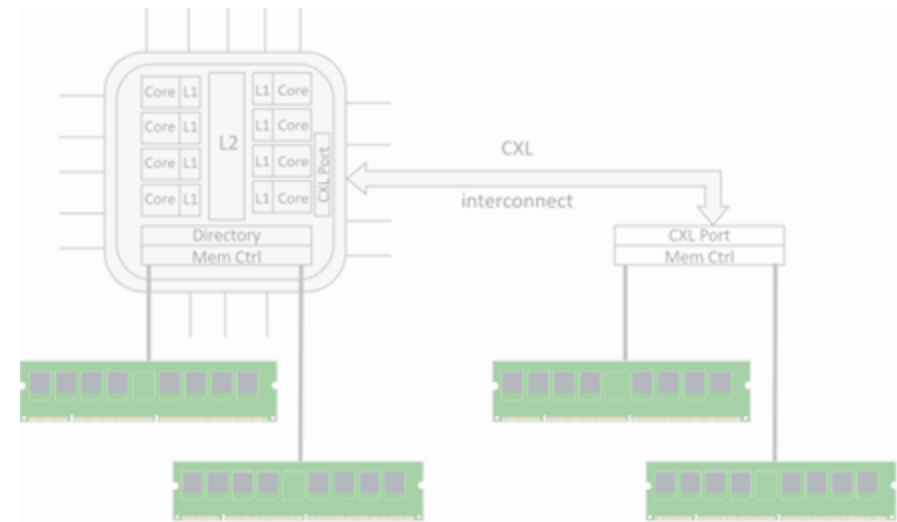 Core L1
L1 Core
Core L1
L1 Core
L2
Core L1
L1 Core
Core L1
L1 Core
CXL Port
Directory
Mem Ctrl
CXL
interconnect
CXL Port
Mem Ctrl